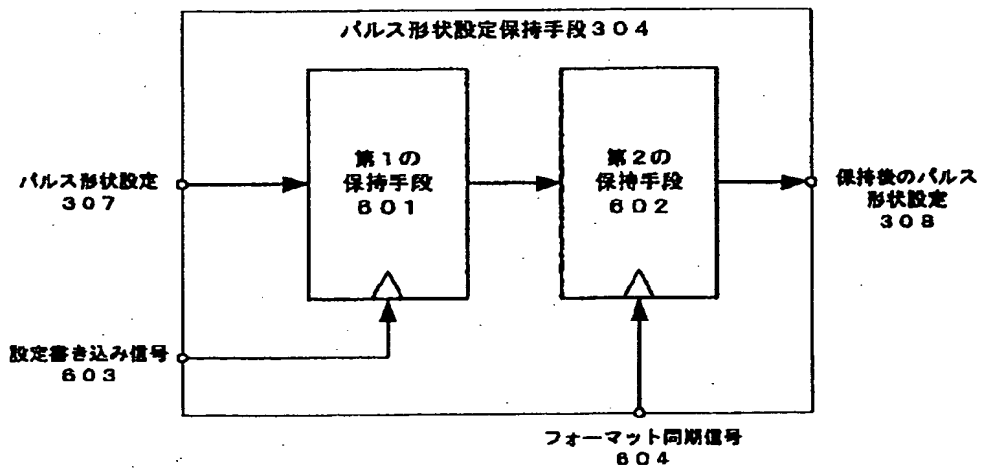 パルス形状設定保持手段304
第1の
保持手段
601
第2の
保持手段
602
パルス形状設定
307
保持後のパルス
形状設定
308
設定書き込み信号
603
フォーマット同期信号
604